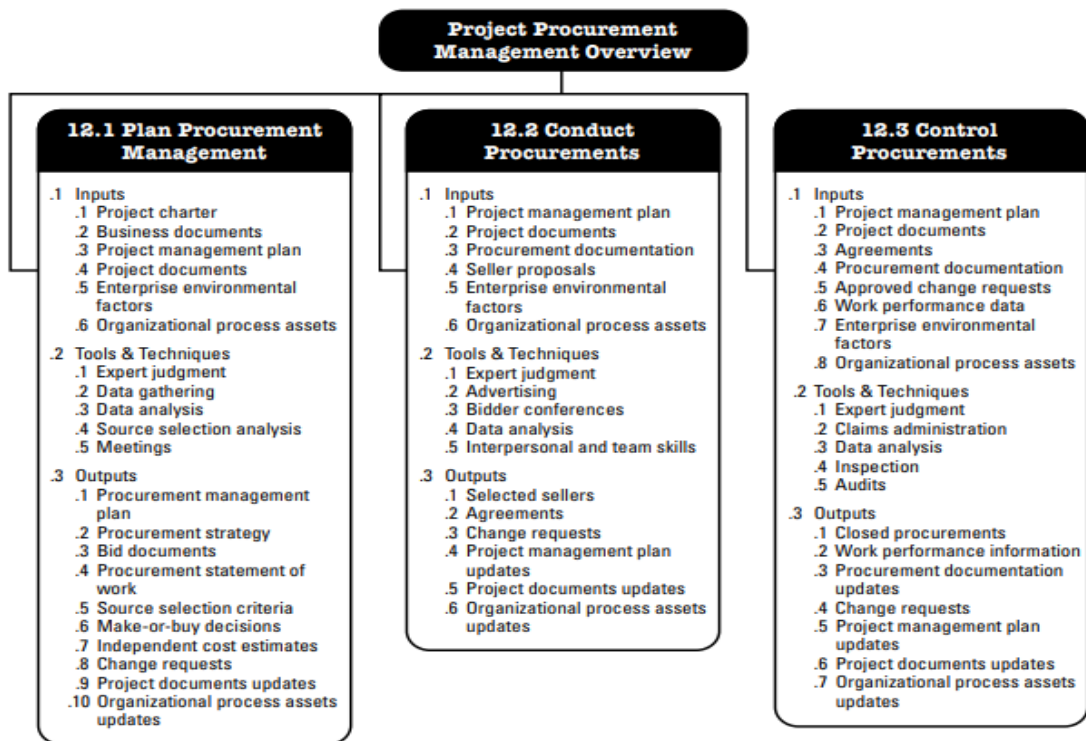 Project Procurement
Management Overview
12.1 Plan Procurement
Management
.1 Inputs
.1 Project charter
.2 Business documents
.3 Project management plan
.4 Project documents
.5 Enterprise environmental
factors
.6 Organizational process assets
.2 Tools & Techniques
.1 Expert judgment
.2 Data gathering
.3 Data analysis
.4 Source selection analysis
.5 Meetings
.3 Outputs
.1 Procurement management
plan
.2 Procurement strategy
.3 Bid documents
.4 Procurement statement of
work
.5 Source selection criteria
.6 Make-or-buy decisions
.7 Independent cost estimates
.8 Change requests
.9 Project documents updates
.10 Organizational process assets
updates
12.2 Conduct
Procurements
.1 Inputs
.1 Project management plan
.2 Project documents
.3 Procurement documentation
.4 Seller proposals
.5 Enterprise environmental
factors
.6 Organizational process assets
.2 Tools & Techniques
.1 Expert judgment
.2 Advertising
.3 Bidder conferences
.4 Data analysis
.5 Interpersonal and team skills
.3 Outputs
.1 Selected sellers
.2 Agreements
.3 Change requests
.4 Project management plan
updates
.5 Project documents updates
.6 Organizational process assets
updates
12.3 Control
Procurements
.1 Inputs
.1 Project management plan
.2 Project documents
.3 Agreements
.4 Procurement documentation
.5 Approved change requests
.6 Work performance data
.7 Enterprise environmental
factors
.8 Organizational process assets
.2 Tools & Techniques
.1 Expert judgment
.2 Claims administration
.3 Data analysis
.4 Inspection
.5 Audits
.3 Outputs
.1 Closed procurements
.2 Work performance information
.3 Procurement documentation
updates
.4 Change requests
.5 Project management plan
updates
.6 Project documents updates
.7 Organizational process assets
updates